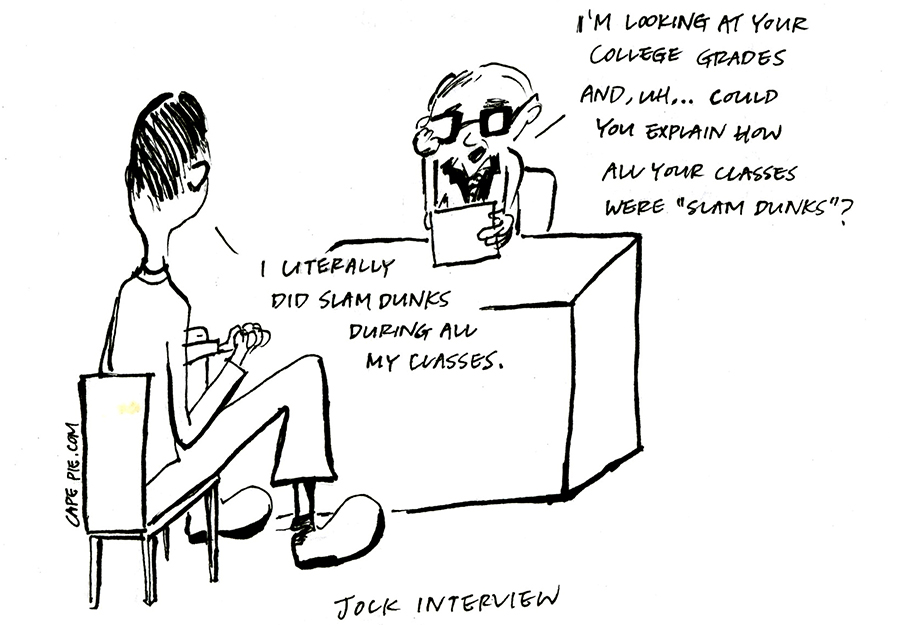 I'M LOOKING AT YOUR
COLLEGE GRADES
AND, UH... COULD
YOU EXPLAIN HOW
ALL YOUR CLASSES
WERE "SLAM DUNKS"?
I LITERALLY
DID SLAM DUNKS
DURING ALL
MY CLASSES.
CAPE PIE.COM
JOCK INTERVIEW